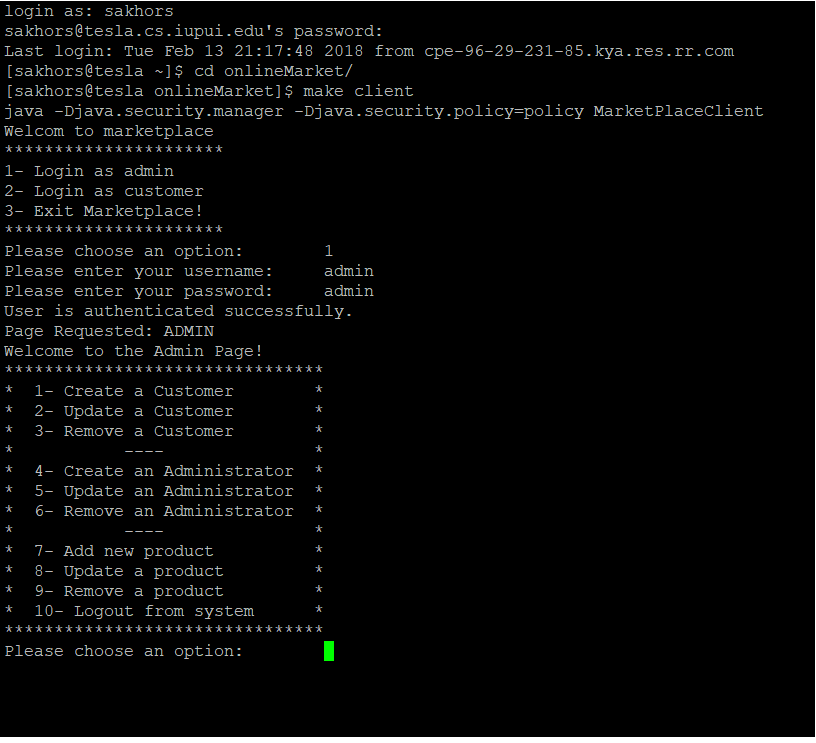 login as: sakhors
sakhors@tesla.cs.iupui.edu's password:
Last login: Tue Feb 13 21:17:48 2018 from cpe-96-29-231-85.kya.res.rr.com
[sakhors@tesla ~]$ cd onlineMarket/
[sakhors@tesla onlineMarket]$ make client
java -Djava.security.manager -Djava.security.policy=policy MarketPlaceClient
Welcom to marketplace
**********************
1- Login as admin
2- Login as customer
3- Exit Marketplace!
**********************
Please choose an option:        1
Please enter your username:     admin
Please enter your password:     admin
User is authenticated successfully.
Page Requested: ADMIN
Welcome to the Admin Page!
********************************
*  1- Create a Customer        *
*  2- Update a Customer        *
*  3- Remove a Customer        *
*           ----               *
*  4- Create an Administrator  *
*  5- Update an Administrator  *
*  6- Remove an Administrator  *
*           ----               *
*  7- Add new product          *
*  8- Update a product         *
*  9- Remove a product         *
*  10- Logout from system      *
********************************
Please choose an option: